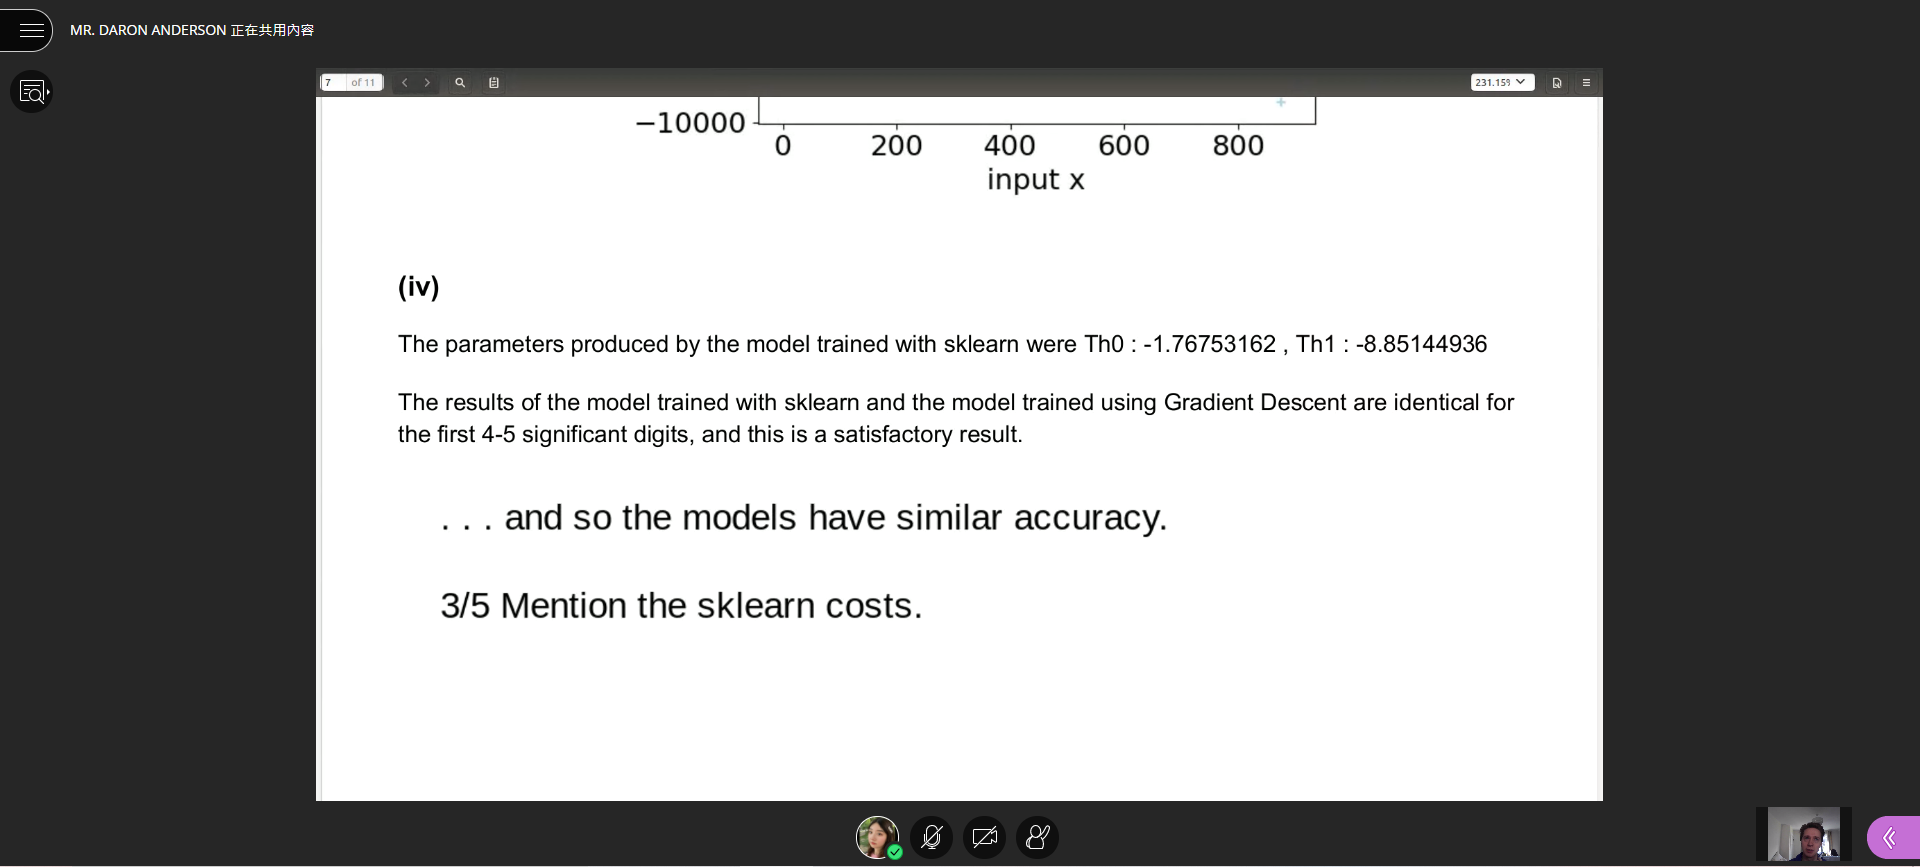 MR. DARON ANDERSON 正在共用內容
7 of 11
231.15%
−10000
0 200 400 600 800
input x
(iv)
The parameters produced by the model trained with sklearn were Th0 : -1.76753162 , Th1 : -8.85144936
The results of the model trained with sklearn and the model trained using Gradient Descent are identical for
the first 4-5 significant digits, and this is a satisfactory result.
. . . and so the models have similar accuracy.
3/5 Mention the sklearn costs.